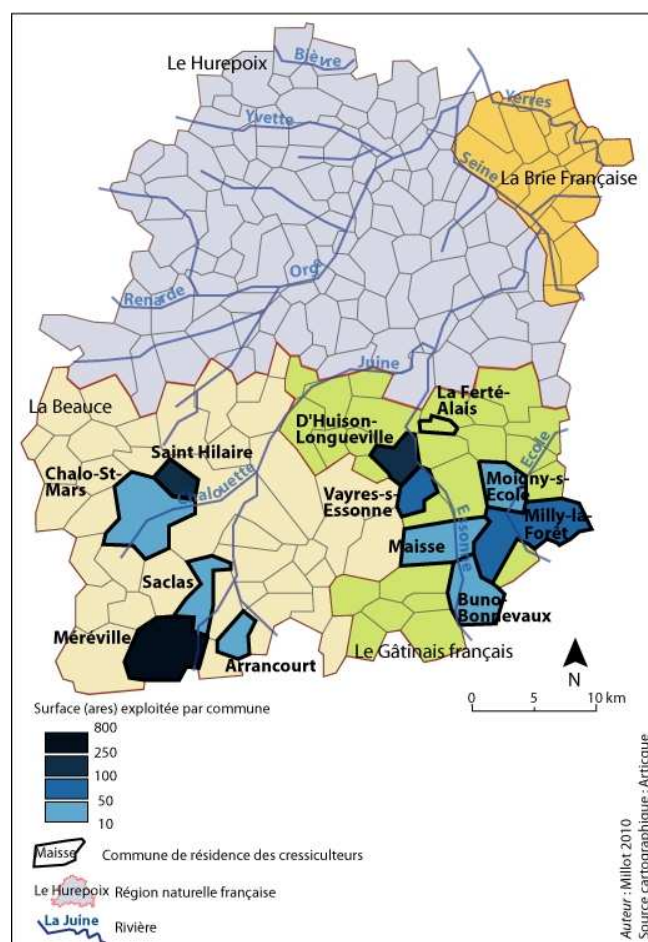 Le Hurepoix
Bièvre
Yvette
Yerres
Seine
La Brie Française
Orge
Renarde
Juine
La Beauce
La Ferté-
Alais
D'Huison-
Longueville
Ecole
Saint Hilaire
Chalo-St-
Mars
Chalouette
Moigny-s-
Ecole
Vayres-s-
Essonne
Milly-la-
Forêt
Essonne
Maisse
Saclas
Buno-
Bonnevaux
Méréville
Arrancourt
Le Gâtinais français
N
0 5 10 km
Surface (ares) exploitée par commune
800
250
100
50
10
Maisse
Commune de résidence des cressiculteurs
Le Hurepoix
Région naturelle française
La Juine
Rivière
Auteur : Millot 2010
Source cartographique : Articque